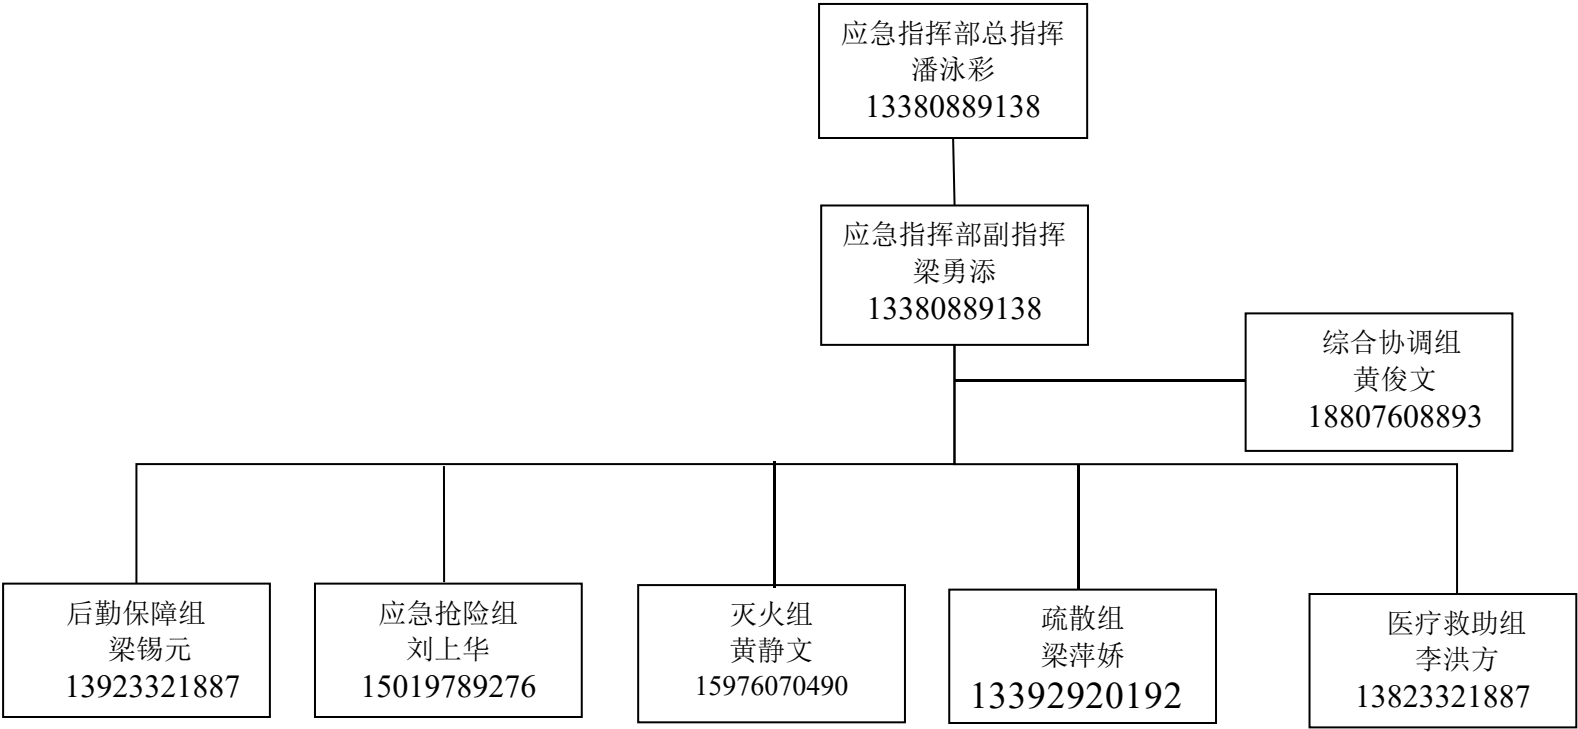 应急指挥部总指挥
潘泳彩
13380889138
应急指挥部副指挥
梁勇添
13380889138
综合协调组
黄俊文
18807608893
后勤保障组
梁锡元
13923321887
应急抢险组
刘上华
15019789276
灭火组
黄静文
15976070490
疏散组
梁萍娇
13392920192
医疗救助组
李洪方
13823321887